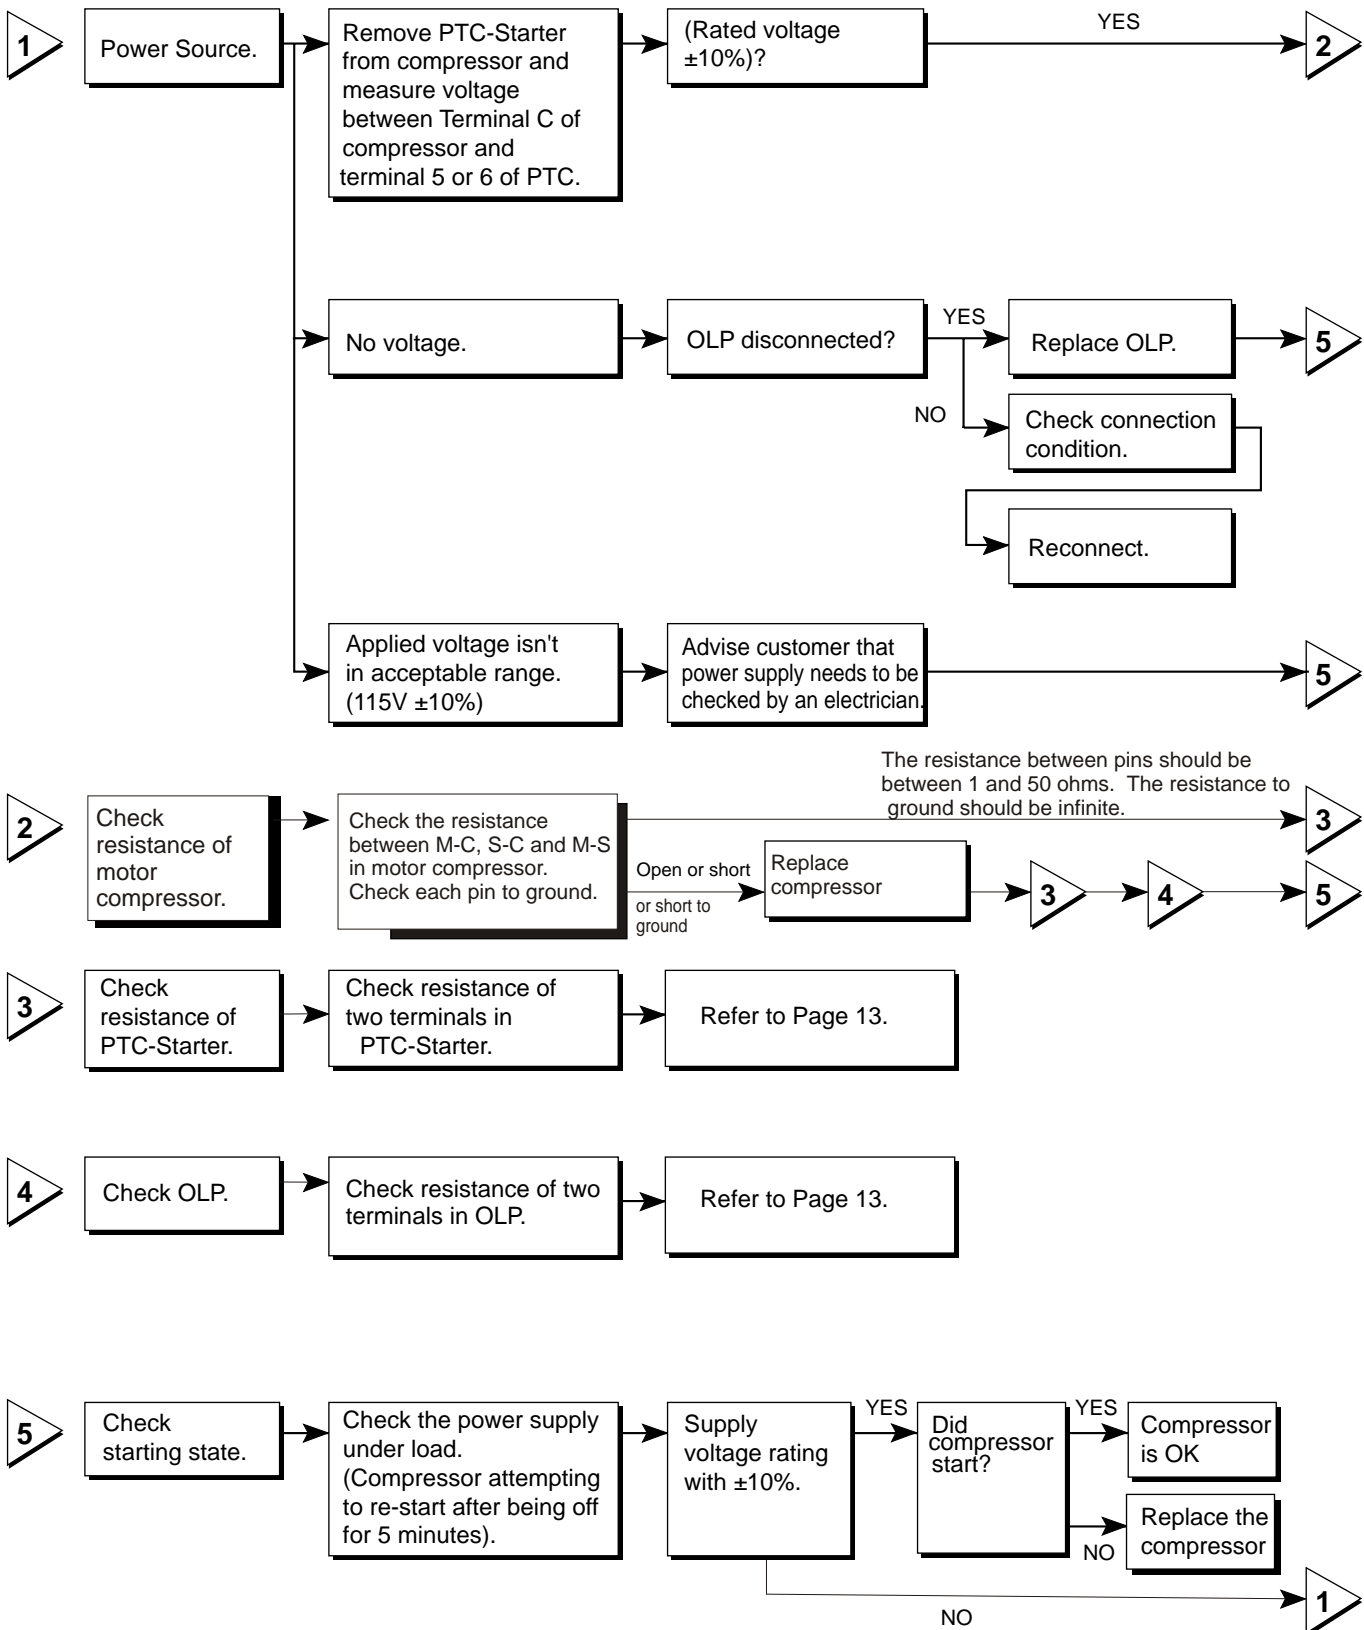 1
Power Source.
Remove PTC-Starter
from compressor and
measure voltage
between Terminal C of
compressor and
terminal 5 or 6 of PTC.
(Rated voltage
±10%)?
YES
2
No voltage.
OLP disconnected?
YES
Replace OLP.
5
NO
Check connection
condition.
Reconnect.
Applied voltage isn't
in acceptable range.
(115V ±10%)
Advise customer that
power supply needs to be
checked by an electrician.
5
2
Check
resistance of
motor
compressor.
Check the resistance
between M-C, S-C and M-S
in motor compressor.
Check each pin to ground.
The resistance between pins should be
between 1 and 50 ohms. The resistance to
ground should be infinite.
3
Open or short
or short to
ground
Replace
compressor
3
4
5
3
Check
resistance of
PTC-Starter.
Check resistance of
two terminals in
PTC-Starter.
Refer to Page 13.
4
Check OLP.
Check resistance of two
terminals in OLP.
Refer to Page 13.
5
Check
starting state.
Check the power supply
under load.
(Compressor attempting
to re-start after being off
for 5 minutes).
Supply
voltage rating
with ±10%.
YES
Did
compressor
start?
YES
Compressor
is OK
NO
Replace the
compressor
NO
1